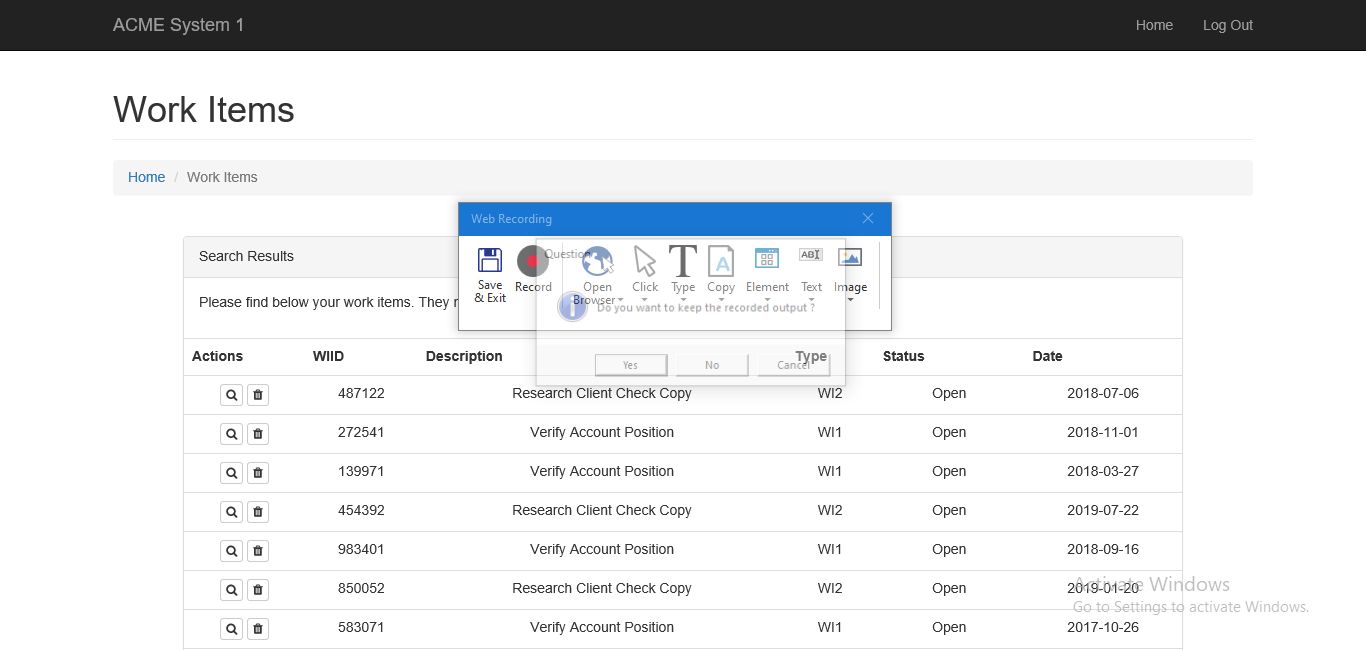 ACME System 1 Home Log Out
Work Items
Home / Work Items
Web Recording
Search Results
Question
Save & Exit Record Open Browser Click Type Copy Element Text Image
Please find below your work items. They
Do you want to keep the recorded output ?
Yes No Cancel
Actions WIID Description Type Status Date
487122 Research Client Check Copy WI2 Open 2018-07-06
272541 Verify Account Position WI1 Open 2018-11-01
139971 Verify Account Position WI1 Open 2018-03-27
454392 Research Client Check Copy WI2 Open 2019-07-22
983401 Verify Account Position WI1 Open 2018-09-16
850052 Research Client Check Copy WI2 Open 2019-01-20
583071 Verify Account Position WI1 Open 2017-10-26
Activate Windows
Go to Settings to activate Windows.